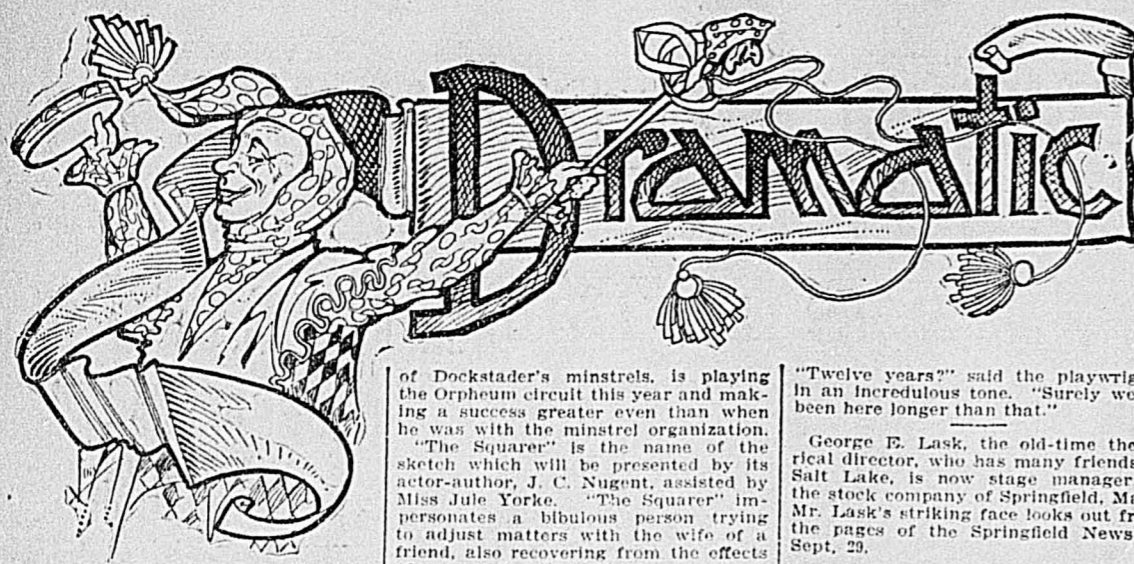 Dramatic
of Dockstader's minstrels, is playing
the Orpheum circuit this year and mak-
ing a success greater even than when
he was with the minstrel organization.
"The Squarer" is the name of the
sketch which will be presented by its
actor-author, J. C. Nugent, assisted by
Miss Jule Yorke. "The Squarer" im-
personates a bibulous person trying
to adjust matters with the wife of a
friend, also recovering from the effects
"Twelve years?" said the playwrig
in an incredulous tone. "Surely we
been here longer than that."
George E. Lask, the old-time the
rical director, who has many friends
Salt Lake, is now stage manager
the stock company of Springfield, Ma
Mr. Lask's striking face looks out fr
the pages of the Springfield News
Sept. 29.